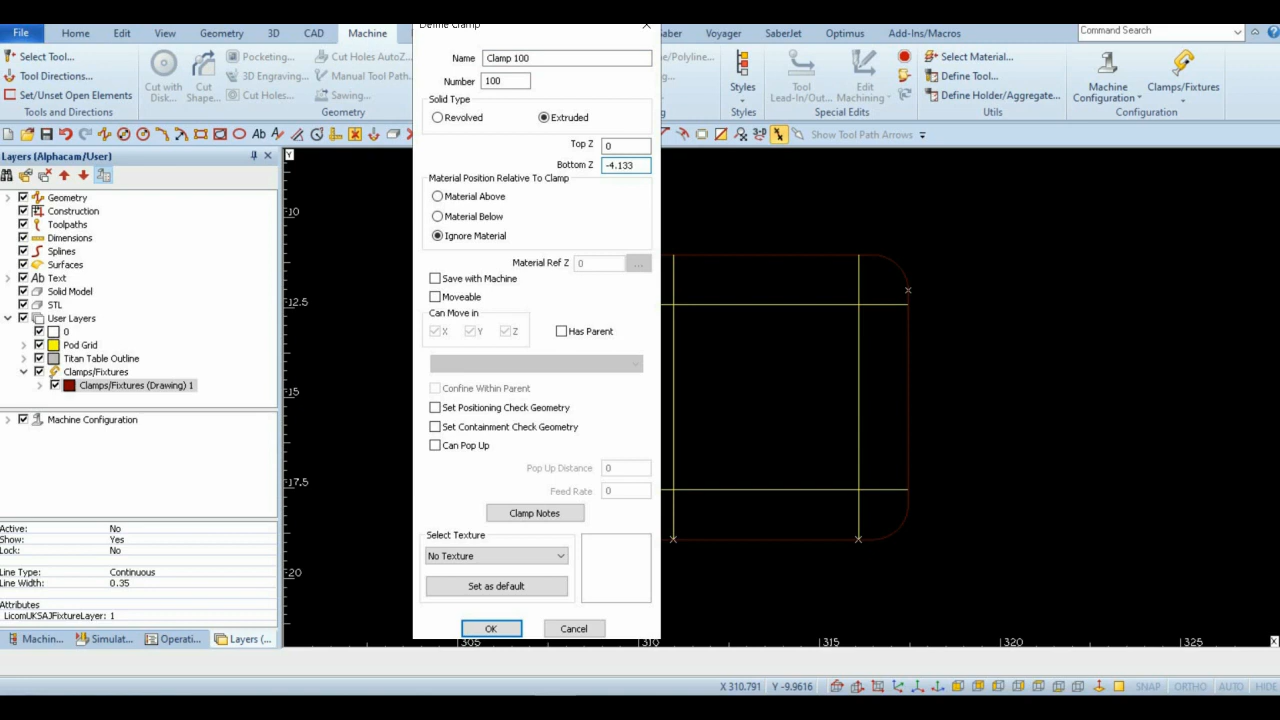 Define Clamp
File Home Edit View Geometry 3D CAD Machine Saber Voyager SaberJet Optimus Add-Ins/Macros Command Search
Select Tool... Pocketing... Cut Holes AutoZ... Select Material...
Tool Directions... 3D Engraving... Manual Tool Path... Define Tool...
Set/Unset Open Elements Cut Holes... Sawing... Define Holder/Aggregate...
Cut with Disk... Cut Shape... Styles Tool Lead-In/Out... Edit Machining Machine Configuration Clamps/Fixtures
Tools and Directions Geometry Styles Special Edits Utils Configuration
Show Tool Path Arrows
Layers (Alphacam/User)
Geometry
Construction
Toolpaths
Dimensions
Splines
Surfaces
Text
Solid Model
STL
User Layers
0
Pod Grid
Titan Table Outline
Clamps/Fixtures
Clamps/Fixtures (Drawing) 1
Machine Configuration
Active: No
Show: Yes
Lock: No
Line Type: Continuous
Line Width: 0.35
Attributes
LicomUKSAJFixtureLayer: 1
Machin... Simulat... Operati... Layers (...
Name Clamp 100
Number 100
Solid Type
Revolved Extruded
Top Z 0
Bottom Z -4.133
Material Position Relative To Clamp
Material Above
Material Below
Ignore Material
Material Ref Z 0 ...
Save with Machine
Moveable
Can Move in
X Y Z Has Parent
Confine Within Parent
Set Positioning Check Geometry
Set Containment Check Geometry
Can Pop Up
Pop Up Distance 0
Feed Rate 0
Clamp Notes
Select Texture
No Texture
Set as default
OK Cancel
Y
-10
-12.5
-15
-17.5
-20
305 310 315 320 325 X
X 310.791 Y -9.9616 SNAP ORTHO AUTO HIDE